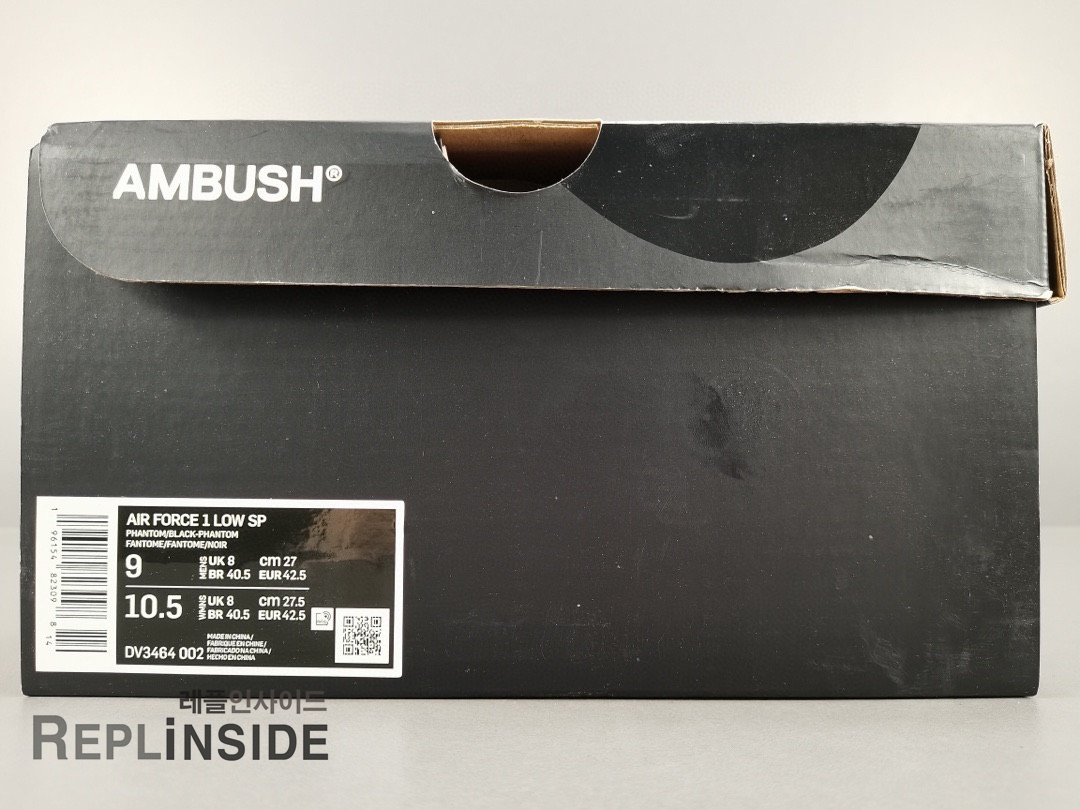 AMBUSH®
AIR FORCE 1 LOW SP
PHANTOM/BLACK-PHANTOM
FANTOME/FANTOME/NOIR
9 MENS UK 8 cm 27
BR 40.5 EUR 42.5
10.5 WMNS UK 8 cm 27.5
BR 40.5 EUR 42.5
DV3464 002
MADE IN CHINA/
FABRIQUE EN CHINE/
FABRICADO NA CHINA/
HECHO EN CHINA
1 96154 82309 8 14
레플인사이드
REPLiNSIDE